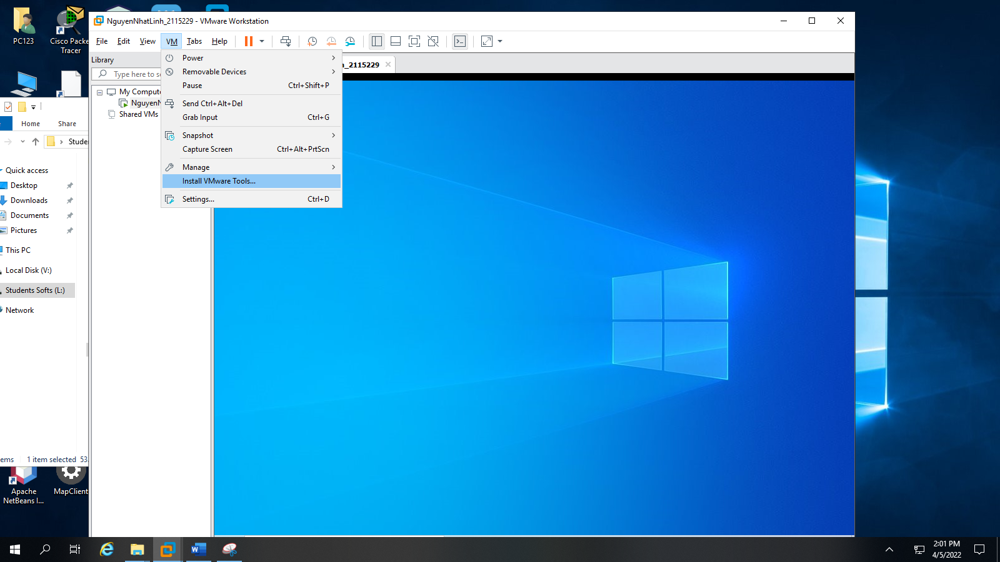 PC123
Cisco Packe
Tracer
NguyenNhatLinh_2115229 - VMware Workstation
File Edit View VM Tabs Help
Library
Type here to se
My Compute
NguyenN
Shared VMs
_2115229
Power
Removable Devices
Pause Ctrl+Shift+P
Send Ctrl+Alt+Del
Grab Input Ctrl+G
Snapshot
Capture Screen Ctrl+Alt+PrtScn
Manage
Install VMware Tools...
Settings... Ctrl+D
Home Share
Studen
Quick access
Desktop
Downloads
Documents
Pictures
This PC
Local Disk (V:)
Students Softs (L:)
Network
ems 1 item selected 53.
Apache
NetBeans I...
MapClient
2:01 PM
4/5/2022